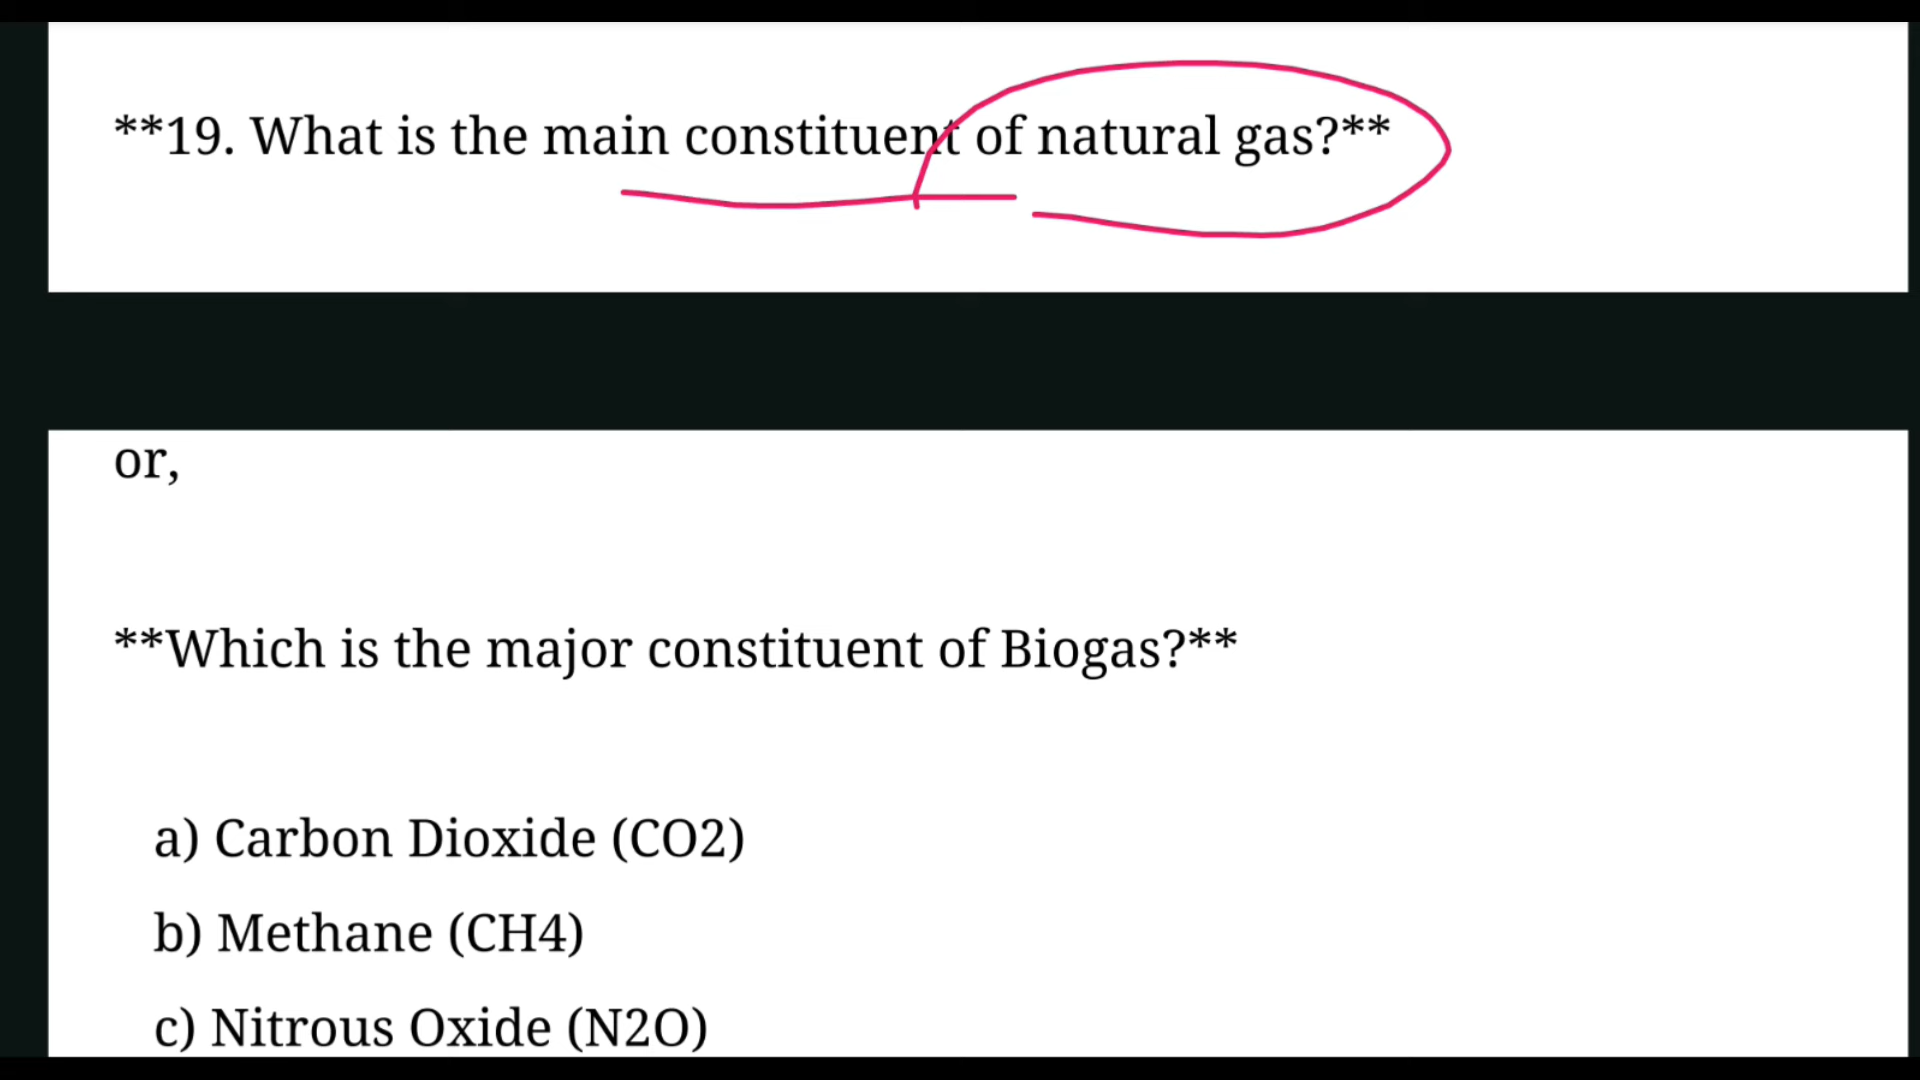 **19. What is the main constituent of natural gas?**
or,
**Which is the major constituent of Biogas?**
a) Carbon Dioxide (CO2)
b) Methane (CH4)
c) Nitrous Oxide (N2O)